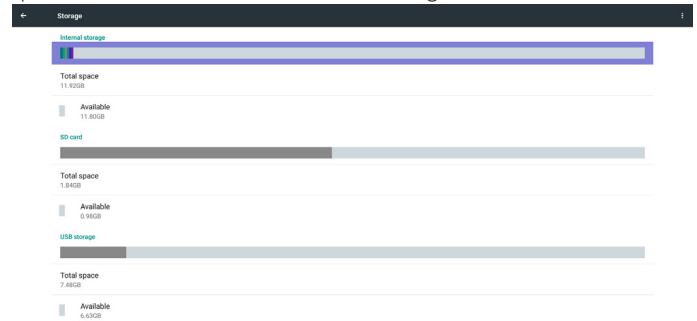 Storage
Internal storage
Total space
11.92GB
Available
11.80GB
SD card
Total space
1.84GB
Available
0.98GB
USB storage
Total space
7.48GB
Available
6.63GB